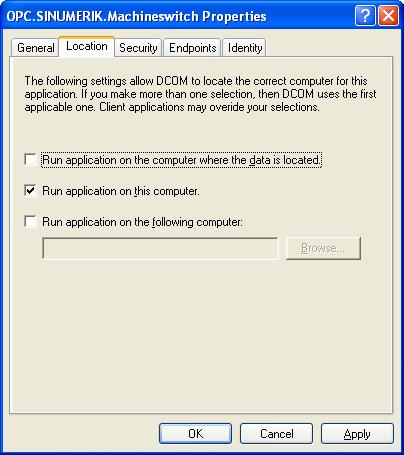 OPC.SINUMERIK.Machineswitch Properties
General Location Security Endpoints Identity
The following settings allow DCOM to locate the correct computer for this
application. If you make more than one selection, then DCOM uses the first
applicable one. Client applications may overide your selections.
Run application on the computer where the data is located.
Run application on this computer.
Run application on the following computer:
Browse...
OK Cancel Apply